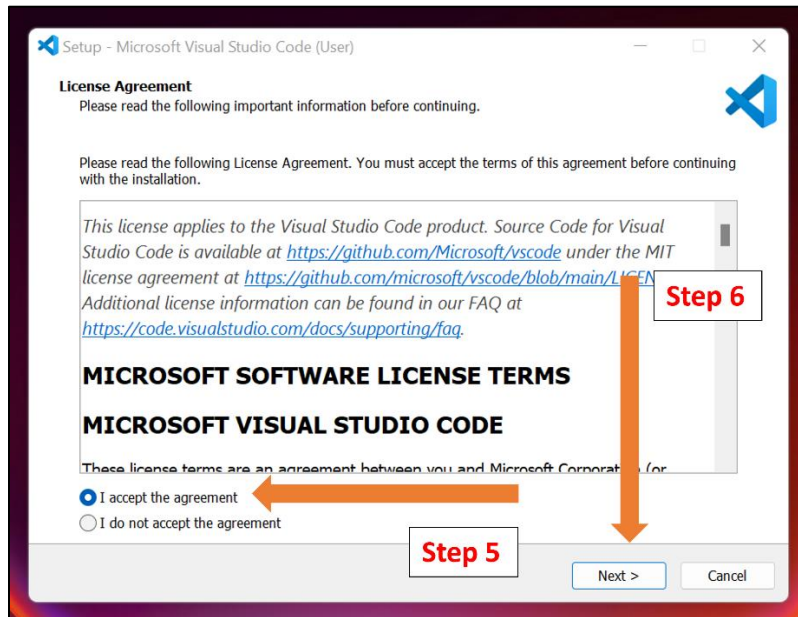 Setup - Microsoft Visual Studio Code (User)
License Agreement
Please read the following important information before continuing.
Please read the following License Agreement. You must accept the terms of this agreement before continuing
with the installation.
This license applies to the Visual Studio Code product. Source Code for Visual
Studio Code is available at https://github.com/Microsoft/vscode under the MIT
license agreement at https://github.com/microsoft/vscode/blob/main/LICEN
Additional license information can be found in our FAQ at
https://code.visualstudio.com/docs/supporting/faq.
Step 6
MICROSOFT SOFTWARE LICENSE TERMS
MICROSOFT VISUAL STUDIO CODE
These license terms are an agreement between you and Microsoft Corporation (or
I accept the agreement
I do not accept the agreement
Step 5
Next >
Cancel